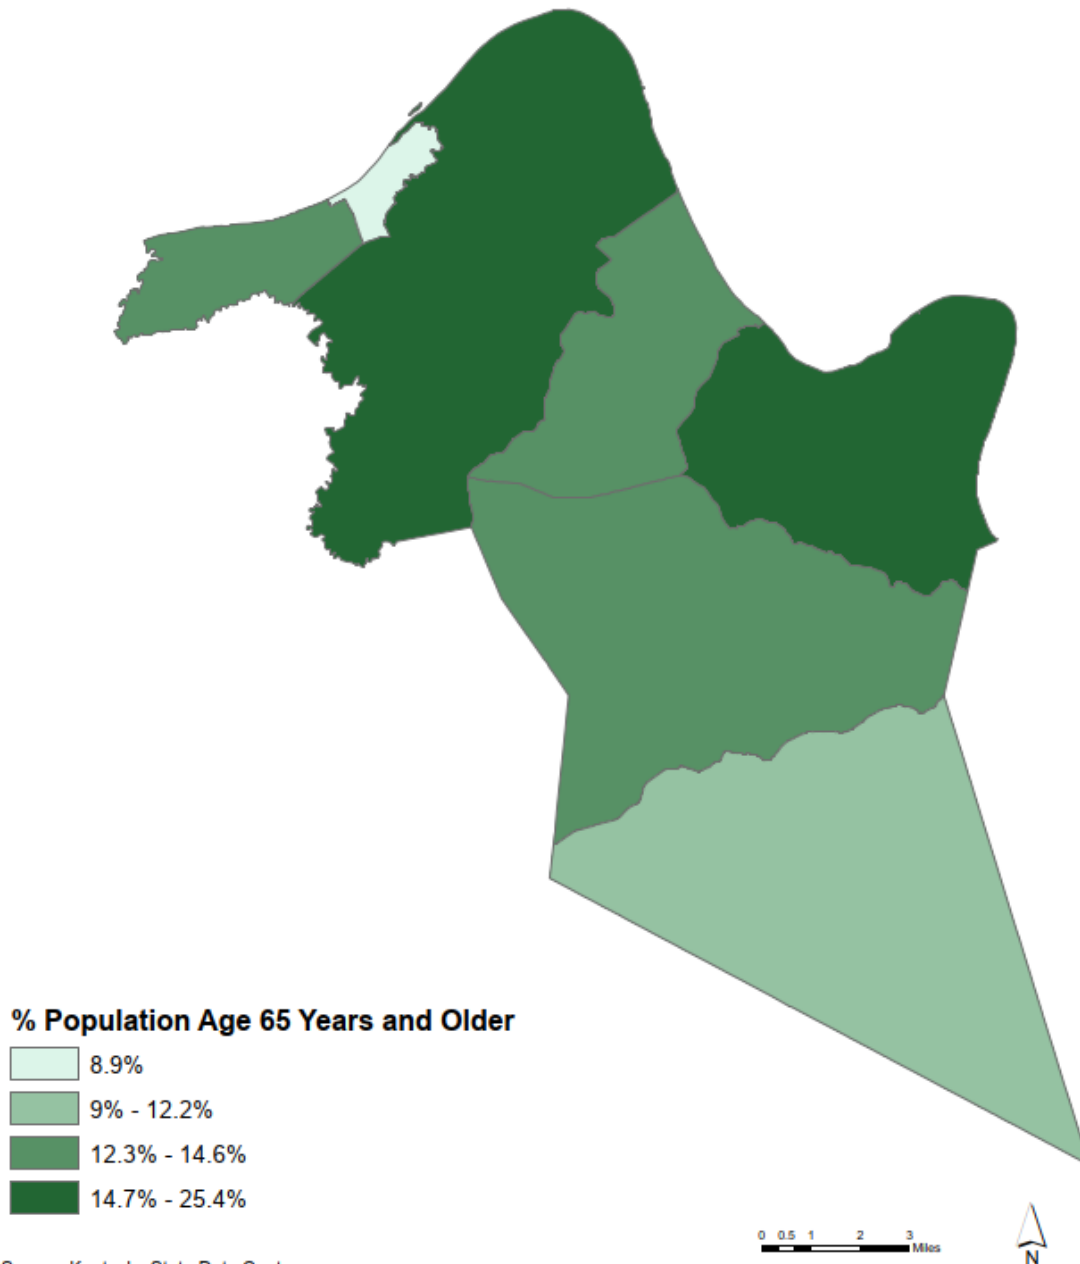 % Population Age 65 Years and Older
8.9%
9% - 12.2%
12.3% - 14.6%
14.7% - 25.4%
0 0.5 1 2 3
Miles
N